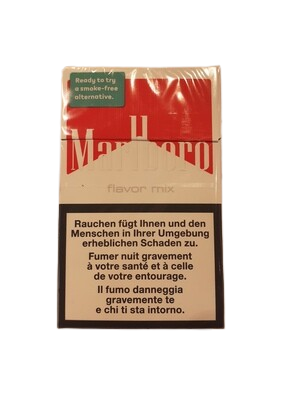 Ready to try
a smoke-free
alternative.
Marlboro
flavor mix
Rauchen fügt Ihnen und den
Menschen in Ihrer Umgebung
erheblichen Schaden zu.
Fumer nuit gravement
à votre santé et à celle
de votre entourage.
Il fumo danneggia
gravemente te
e chi ti sta intorno.